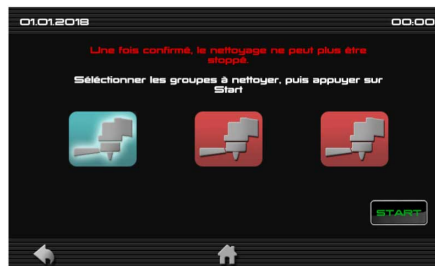 01.01.2018
00:00
Une fois confirmé, le nettoyage ne peut plus être
stoppé.
Séléctionner les groupes à nettoyer, puis appuyer sur
Start
START